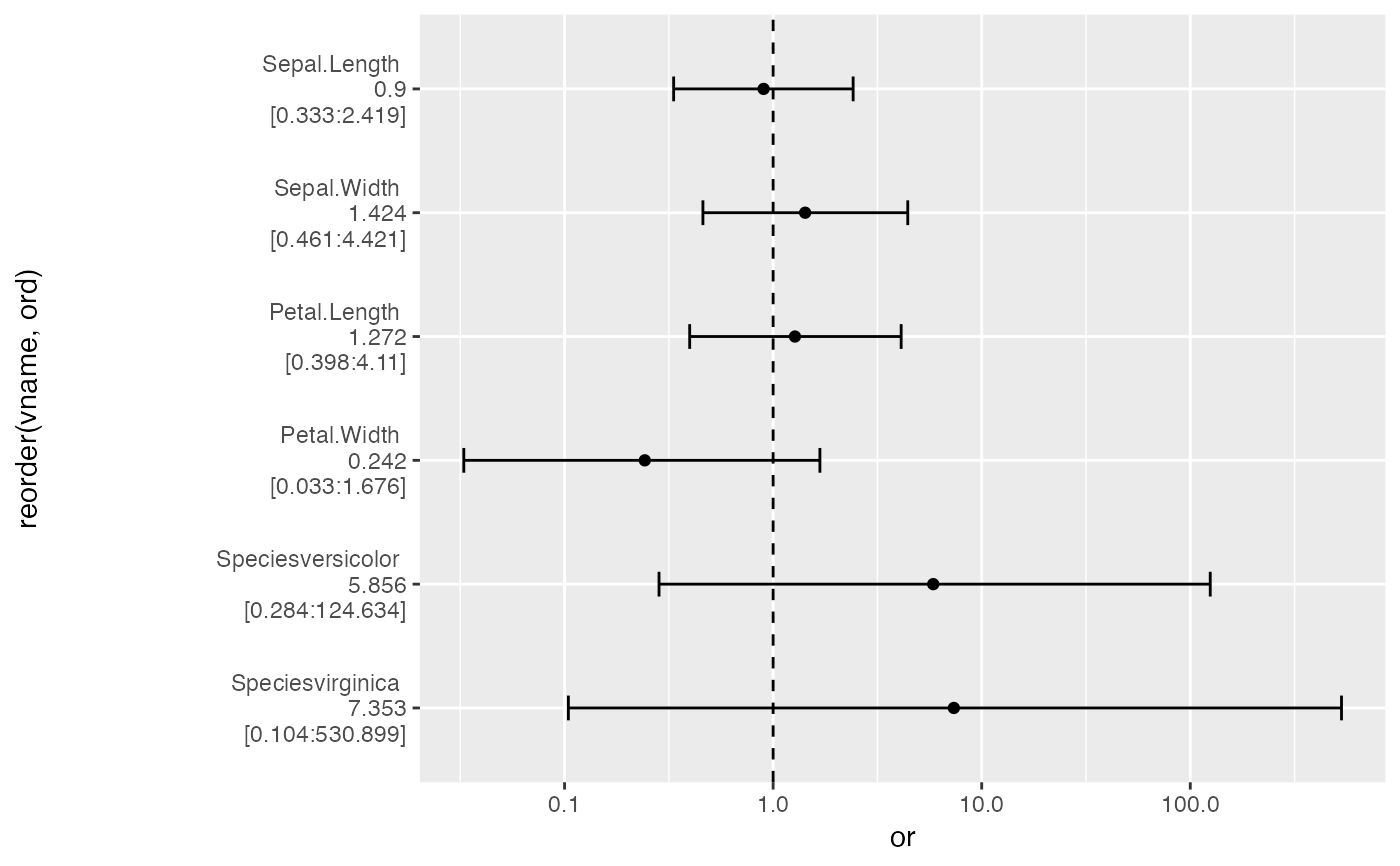 Sepal.Length
0.9
[0.333:2.419]
Sepal.Width
1.424
[0.461:4.421]
Petal.Length
1.272
[0.398:4.11]
Petal.Width
0.242
[0.033:1.676]
Speciesversicolor
5.856
[0.284:124.634]
Speciesvirginica
7.353
[0.104:530.899]
reorder(vname, ord)
0.1 1.0 10.0 100.0
or